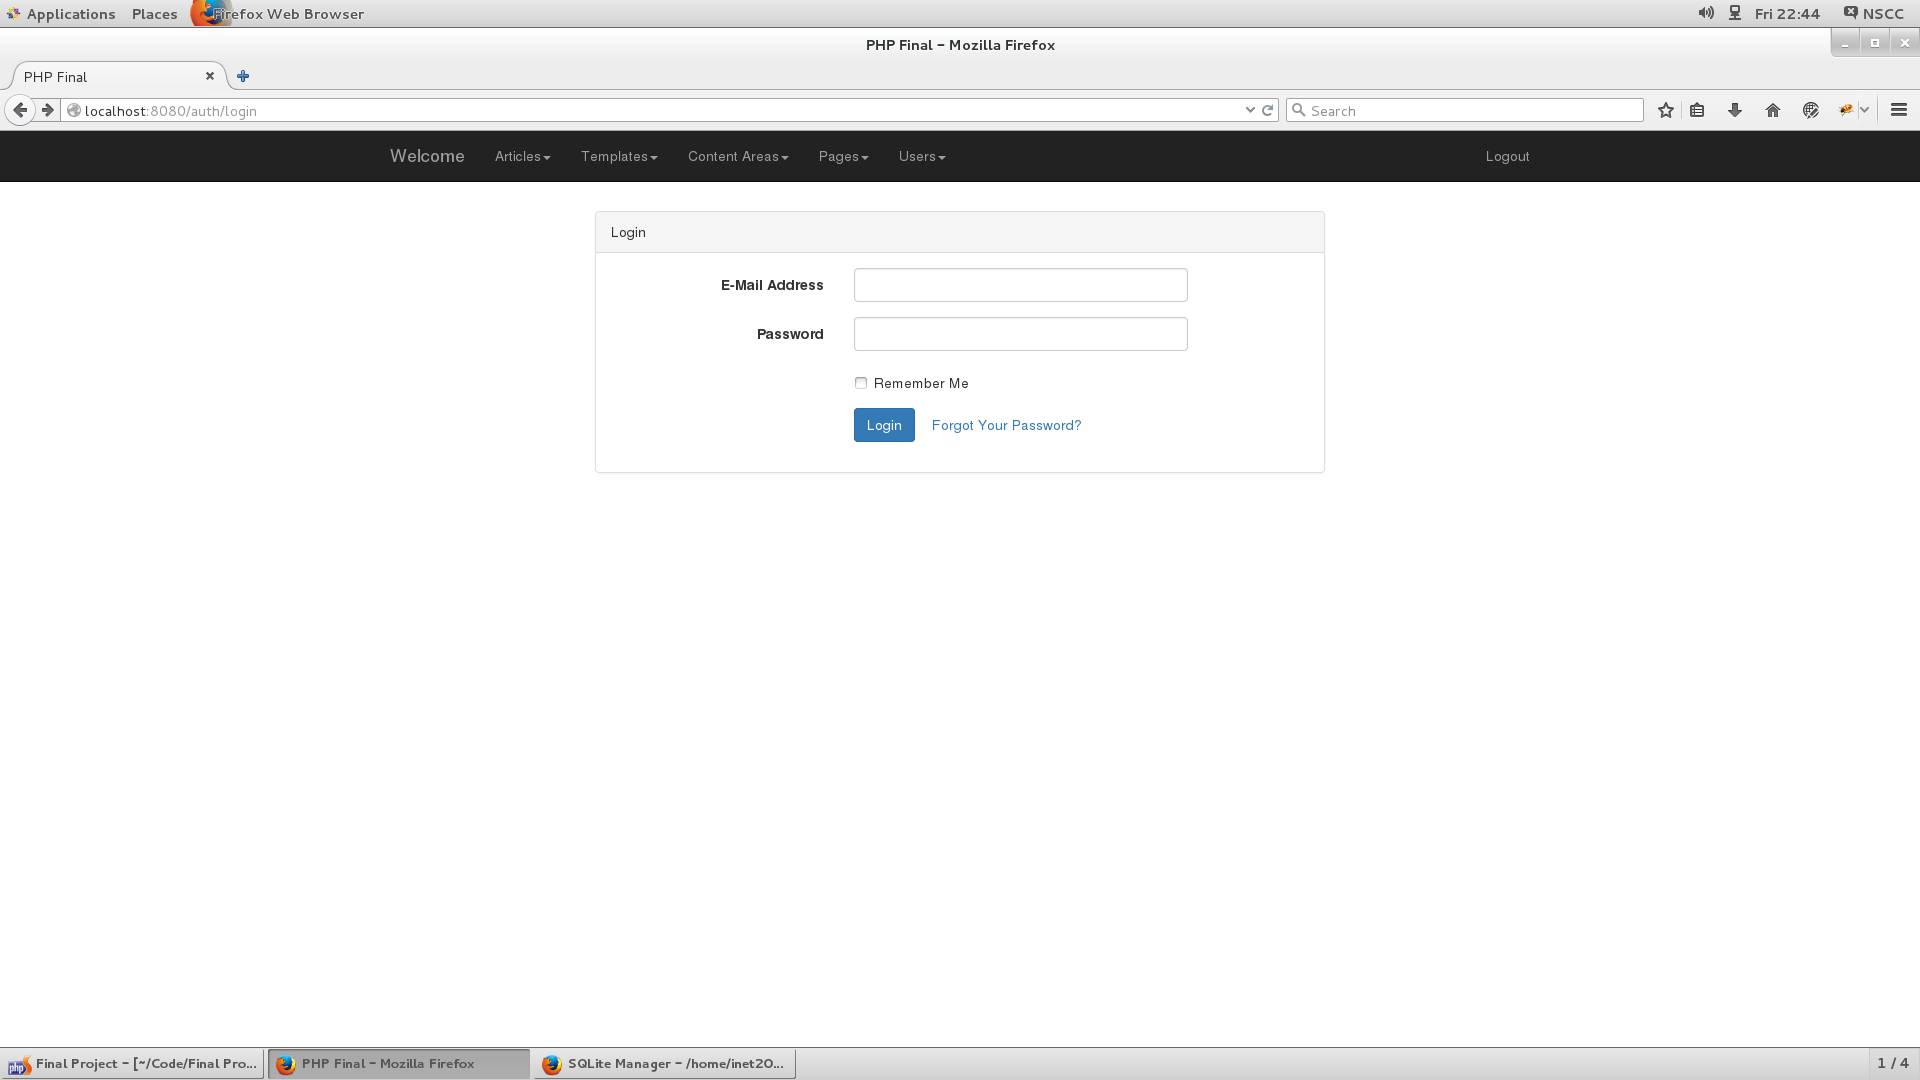 Applications Places Firefox Web Browser Fri 22:44 NSCC
PHP Final - Mozilla Firefox
PHP Final
localhost:8080/auth/login Search
Welcome Articles Templates Content Areas Pages Users Logout
Login
E-Mail Address
Password
Remember Me
Login Forgot Your Password?
Final Project - [~/Code/Final Pro... PHP Final - Mozilla Firefox SQLite Manager - /home/inet20... 1 / 4